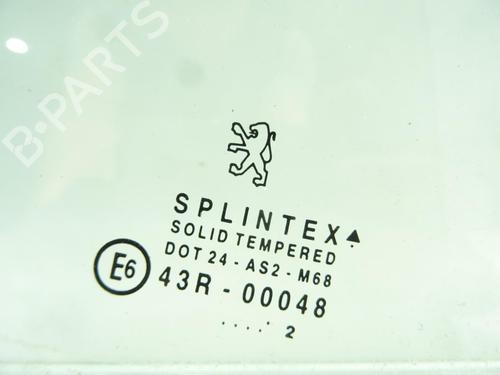 B-PARTS
SPLINTEX▲
SOLID TEMPERED
DOT 24 - AS2 - M68
E6 43R - 00048
..... 2